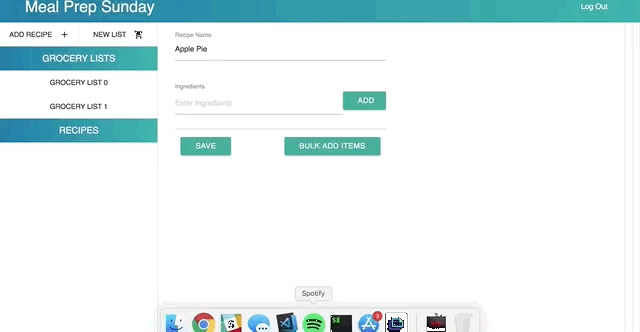 Meal Prep Sunday
Log Out
ADD RECIPE +
NEW LIST
GROCERY LISTS
GROCERY LIST 0
GROCERY LIST 1
RECIPES
Recipe Name
Apple Pie
Ingredients
Enter Ingredients
ADD
SAVE
BULK ADD ITEMS
Spotify